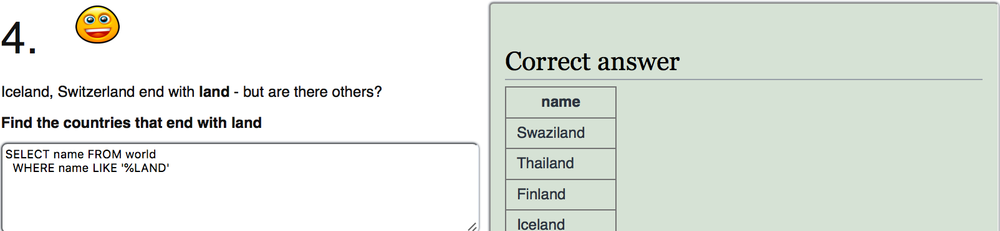 4.
Iceland, Switzerland end with land - but are there others?
Find the countries that end with land
SELECT name FROM world
WHERE name LIKE '%LAND'
Correct answer
name
Swaziland
Thailand
Finland
Iceland